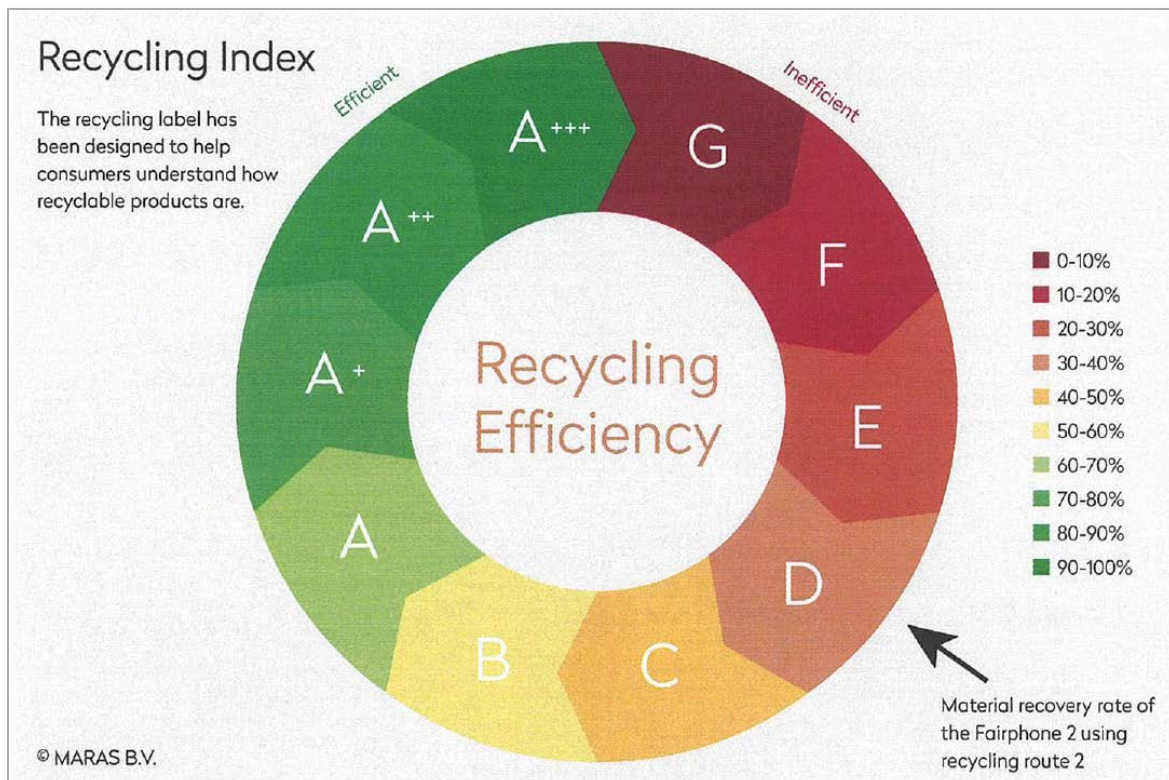 Recycling Index
The recycling label has
been designed to help
consumers understand how
recyclable products are.
Efficient
Inefficient
A+++
G
A++
F
A+
E
A
D
B
C
Recycling
Efficiency
0-10%
10-20%
20-30%
30-40%
40-50%
50-60%
60-70%
70-80%
80-90%
90-100%
Material recovery rate of
the Fairphone 2 using
recycling route 2
© MARAS B.V.